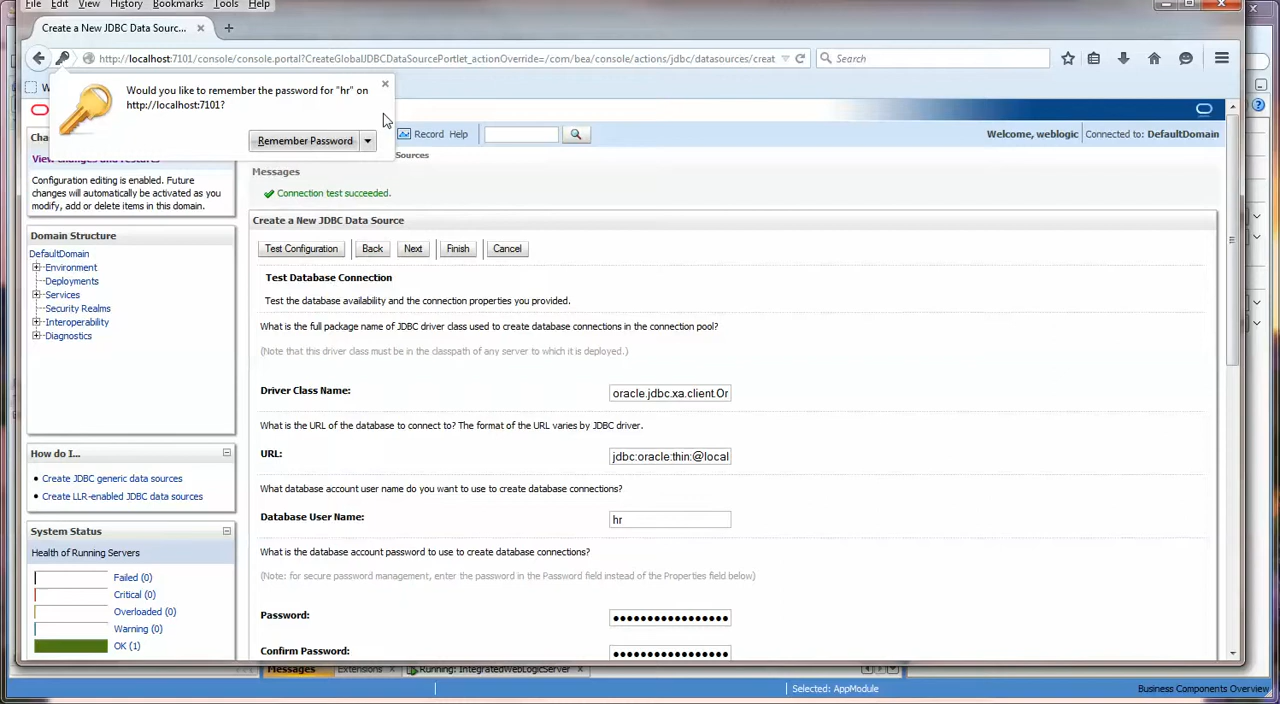 File Edit View History Bookmarks Tools Help
Create a New JDBC Data Sourc...
http://localhost:7101/console/console.portal?CreateGlobalJDBCDataSourcePortlet_actionOverride=/com/bea/console/actions/jdbc/datasources/creat
Search
Would you like to remember the password for "hr" on
http://localhost:7101?
Remember Password
Record Help
Welcome, weblogic Connected to: DefaultDomain
View changes and restarts
Configuration editing is enabled. Future
changes will automatically be activated as you
modify, add or delete items in this domain.
Domain Structure
DefaultDomain
Environment
Deployments
Services
Security Realms
Interoperability
Diagnostics
How do I...
Create JDBC generic data sources
Create LLR-enabled JDBC data sources
System Status
Health of Running Servers
Failed (0)
Critical (0)
Overloaded (0)
Warning (0)
OK (1)
Sources
Messages
Connection test succeeded.
Create a New JDBC Data Source
Test Configuration Back Next Finish Cancel
Test Database Connection
Test the database availability and the connection properties you provided.
What is the full package name of JDBC driver class used to create database connections in the connection pool?
(Note that this driver class must be in the classpath of any server to which it is deployed.)
Driver Class Name: oracle.jdbc.xa.client.Or
What is the URL of the database to connect to? The format of the URL varies by JDBC driver.
URL: jdbc:oracle:thin:@local
What database account user name do you want to use to create database connections?
Database User Name: hr
What is the database account password to use to create database connections?
(Note: for secure password management, enter the password in the Password field instead of the Properties field below)
Password: ●●●●●●●●●●●●●●●●
Confirm Password: ●●●●●●●●●●●●●●●●
Messages Extensions Running: IntegratedWebLogicServer
Selected: AppModule Business Components Overview